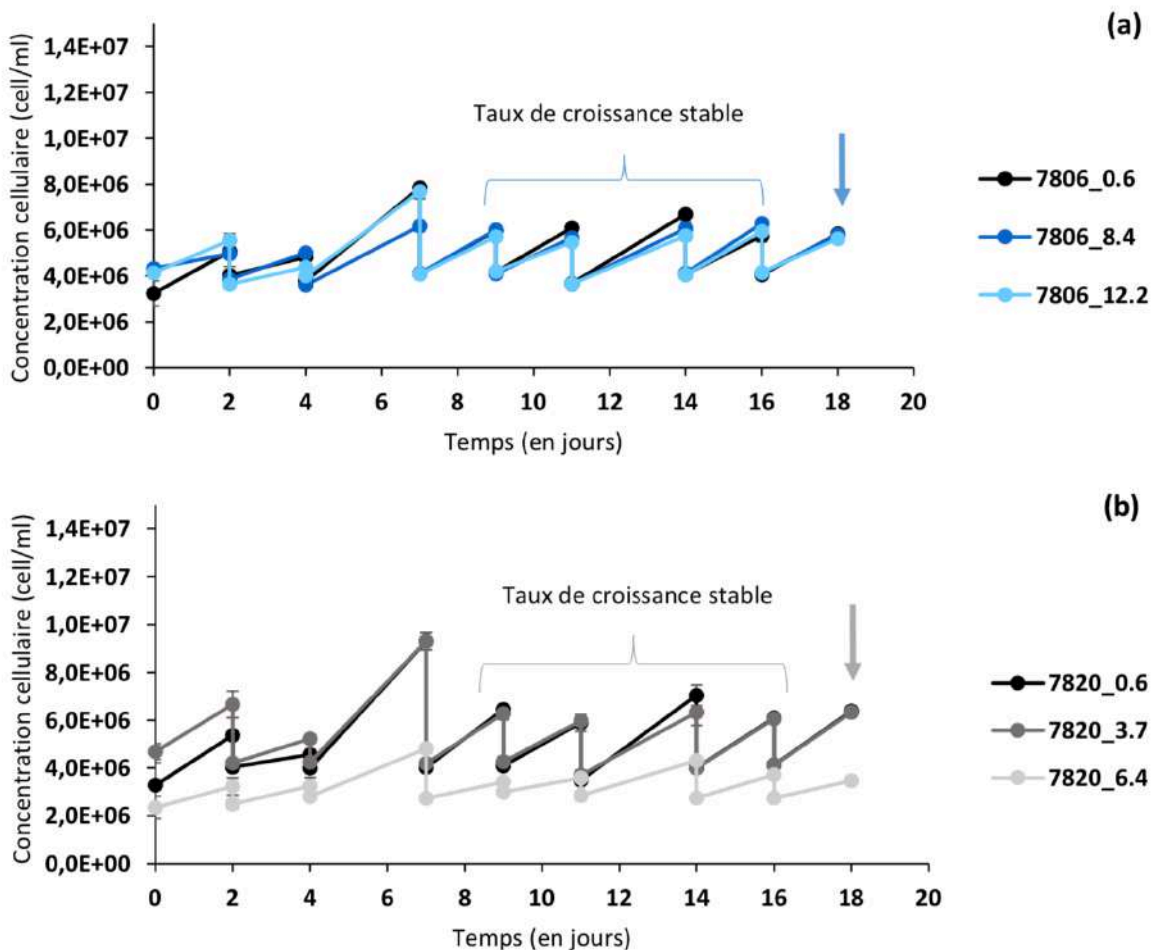 (a)
Concentration cellulaire (cell/ml)
1,4E+07
1,2E+07
1,0E+07
8,0E+06
6,0E+06
4,0E+06
2,0E+06
0,0E+00
Taux de croissance stable
7806_0.6
7806_8.4
7806_12.2
0 2 4 6 8 10 12 14 16 18 20
Temps (en jours)
(b)
Concentration cellulaire (cell/ml)
1,4E+07
1,2E+07
1,0E+07
8,0E+06
6,0E+06
4,0E+06
2,0E+06
0,0E+00
Taux de croissance stable
7820_0.6
7820_3.7
7820_6.4
0 2 4 6 8 10 12 14 16 18 20
Temps (en jours)